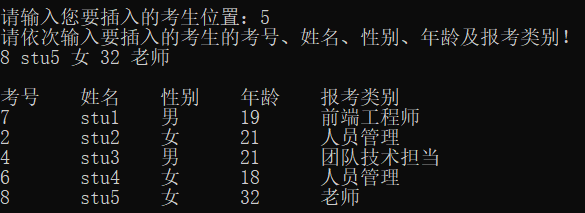 请输入您要插入的考生位置：5
请依次输入要插入的考生的考号、姓名、性别、年龄及报考类别！
8 stu5 女 32 老师
考号 姓名 性别 年龄 报考类别
7 stu1 男 19 前端工程师
2 stu2 女 21 人员管理
4 stu3 男 21 团队技术担当
6 stu4 女 18 人员管理
8 stu5 女 32 老师